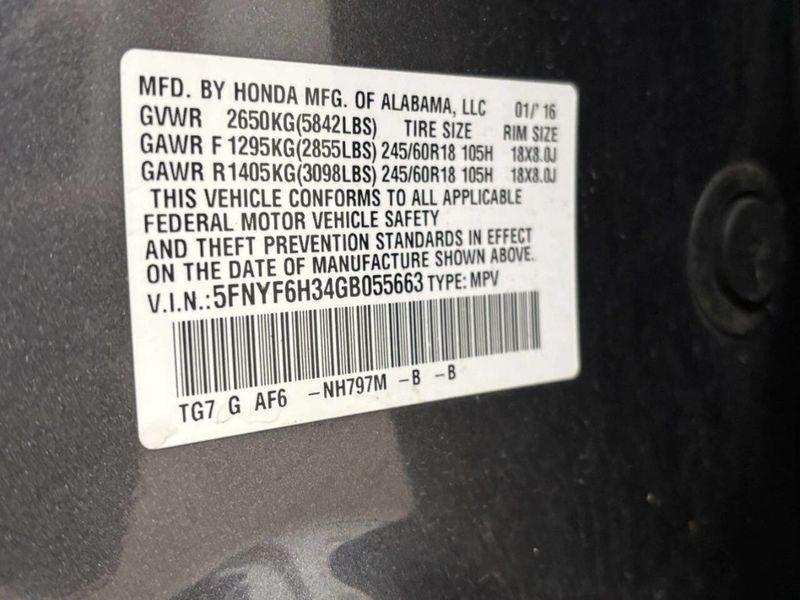 MFD. BY HONDA MFG. OF ALABAMA, LLC 01/'16
GVWR 2650KG(5842LBS) TIRE SIZE RIM SIZE
GAWR F 1295KG(2855LBS) 245/60R18 105H 18X8.0J
GAWR R1405KG(3098LBS) 245/60R18 105H 18X8.0J
THIS VEHICLE CONFORMS TO ALL APPLICABLE
FEDERAL MOTOR VEHICLE SAFETY
AND THEFT PREVENTION STANDARDS IN EFFECT
ON THE DATE OF MANUFACTURE SHOWN ABOVE.
V.I.N.:5FNYF6H34GB055663 TYPE: MPV
TG7 G AF6 -NH797M -B -B